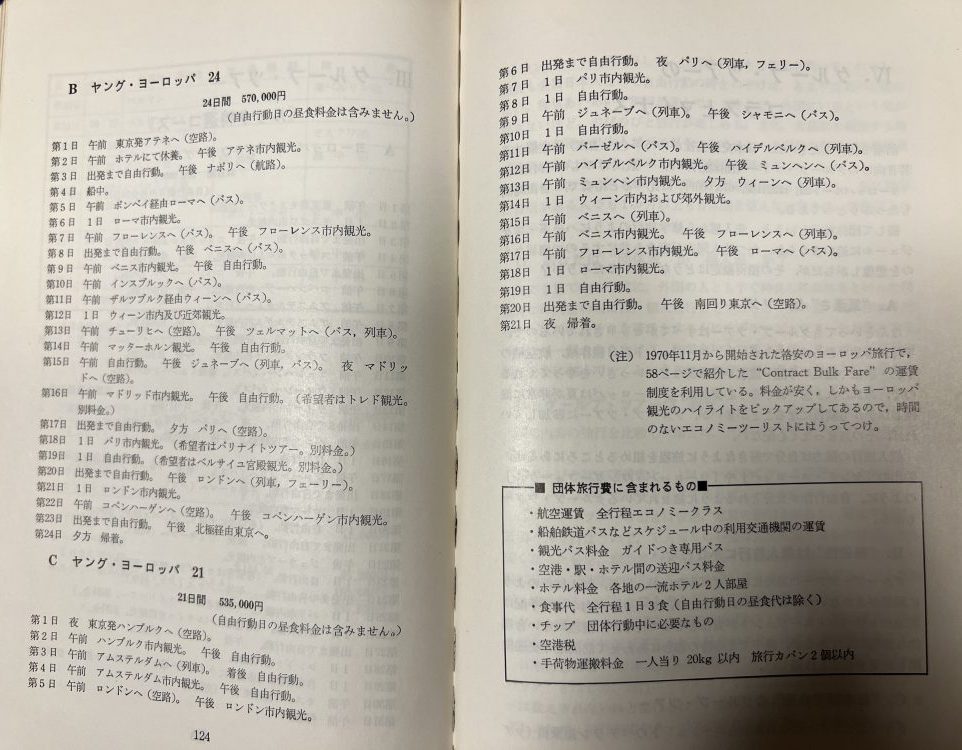 B ヤング・ヨーロッパ 24
24日間 570,000円
(自由行動日の昼食料金は含みません。)
第1日 午前 東京発アテネへ(空路)。
第2日 午前 ホテルにて休養。 午後 アテネ市内観光。
第3日 出発まで自由行動。 午後 ナポリへ(航路)。
第4日 船中。
第5日 午前 ポンペイ経由ローマへ(バス)。
第6日 1日 ローマ市内観光。
第7日 午前 フローレンスへ(バス)。 午後 フローレンス市内観光。
第8日 出発まで自由行動。 午後 ベニスへ(バス)。
第9日 午前 ベニス市内観光。 午後 自由行動。
第10日 午前 インスブルックへ(バス)。
第11日 午前 ザルツブルク経由ウィーンへ(バス)。
第12日 1日 ウィーン市内及び近郊観光。
第13日 午前 チューリヒへ(空路)。 午後 ツェルマットへ(バス,列車)。
第14日 午前 マッターホルン観光。 午後 自由行動。
第15日 午前 自由行動。 午後 ジュネーブへ(列車,バス)。 夜 マドリッ
ドへ(空路)。
第16日 午前 マドリッド市内観光。 午後 自由行動。(希望者はトレド観光。
別料金。)
第17日 出発まで自由行動。 夕方 パリへ(空路)。
第18日 1日 パリ市内観光。(希望者はパリナイトツアー。別料金。)
第19日 1日 自由行動。(希望者はベルサイユ宮殿観光。別料金。)
第20日 出発まで自由行動。 午後 ロンドンへ(列車,フェーリー)。
第21日 1日 ロンドン市内観光。
第22日 午前 コペンハーゲンへ(空路)。 午後 コペンハーゲン市内観光。
第23日 出発まで自由行動。 午後 北極経由東京へ。
第24日 夕方 帰着。
C ヤング・ヨーロッパ 21
21日間 535,000円
(自由行動日の昼食料金は含みません。)
第1日 夜 東京発ハンブルクへ(空路)。
第2日 午前 ハンブルク市内観光。 午後 自由行動。
第3日 午前 アムステルダムへ(列車)。 着後 自由行動。
第4日 午前 アムステルダム市内観光。 午後 自由行動。
第5日 午前 ロンドンへ(空路)。 午後 ロンドン市内観光。
124
第6日 出発まで自由行動。 夜 パリへ(列車,フェリー)。
第7日 1日 パリ市内観光。
第8日 1日 自由行動。
第9日 午前 ジュネーブへ(列車)。 午後 シャモニへ(バス)。
第10日 1日 自由行動。
第11日 午前 バーゼルへ(バス)。 午後 ハイデルベルクへ(列車)。
第12日 午前 ハイデルベルク市内観光。 午後 ミュンヘンへ(バス)。
第13日 午前 ミュンヘン市内観光。 夕方 ウィーンへ(列車)。
第14日 1日 ウィーン市内および郊外観光。
第15日 午前 ベニスへ(列車)。
第16日 午前 ベニス市内観光。 午後 フローレンスへ(列車)。
第17日 午前 フローレンス市内観光。 午後 ローマへ(バス)。
第18日 1日 ローマ市内観光。
第19日 1日 自由行動。
第20日 出発まで自由行動。 午後 南回り東京へ(空路)。
第21日 夜 帰着。
(注) 1970年11月から開始された格安のヨーロッパ旅行で,
58ページで紹介した “Contract Bulk Fare” の運賃
制度を利用している。料金が安く,しかもヨーロッパ
観光のハイライトをピックアップしてあるので,時間
のないエコノミーツーリストにはうってつけ。
■ 団体旅行費に含まれるもの■
・航空運賃 全行程エコノミークラス
・船舶鉄道バスなどスケジュール中の利用交通機関の運賃
・観光バス料金 ガイドつき専用バス
・空港・駅・ホテル間の送迎バス料金
・ホテル料金 各地の一流ホテル2人部屋
・食事代 全行程1日3食(自由行動日の昼食代は除く)
・チップ 団体行動中に必要なもの
・空港税
・手荷物運搬料金 一人当り 20kg 以内 旅行カバン2個以内